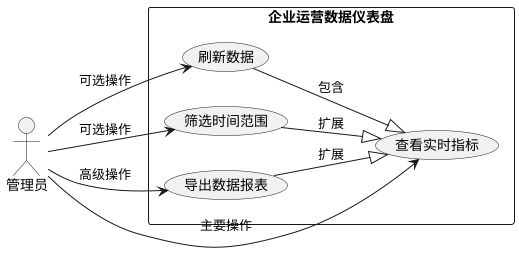 企业运营数据仪表盘
刷新数据
可选操作
包含
筛选时间范围
可选操作
扩展
查看实时指标
扩展
高级操作
导出数据报表
管理员
主要操作